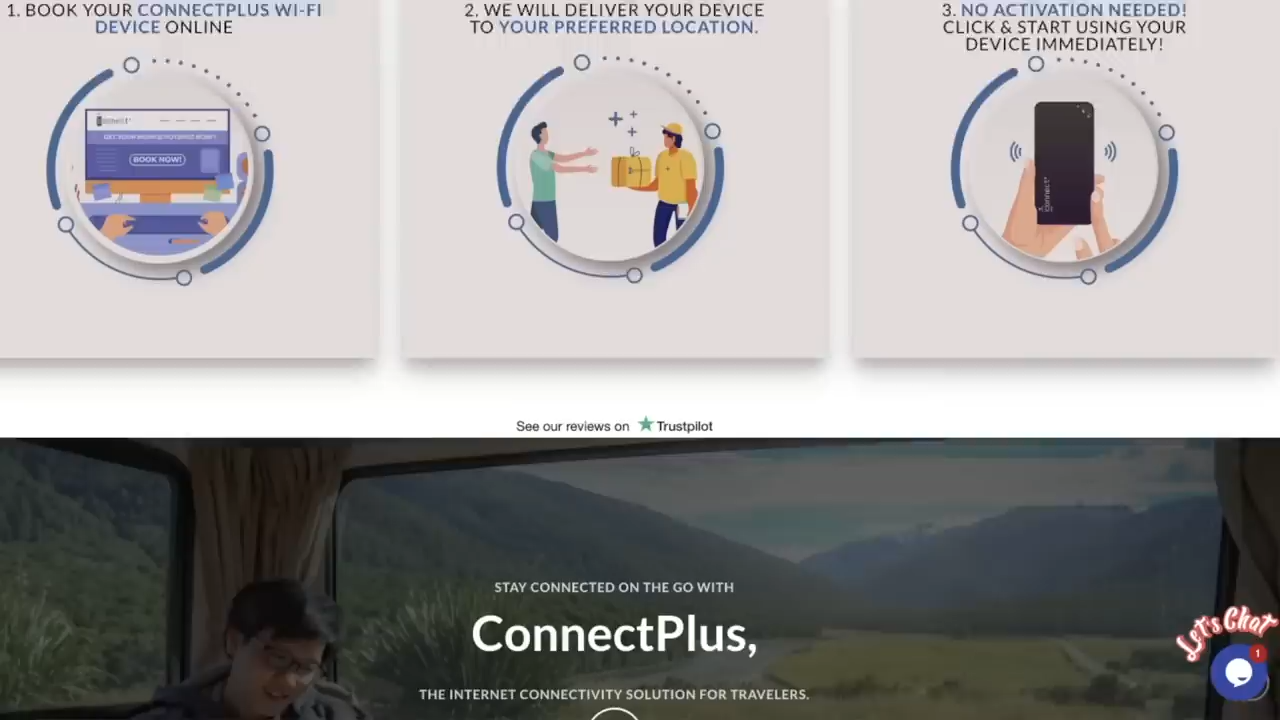 1. BOOK YOUR CONNECTPLUS WI-FI
DEVICE ONLINE
2. WE WILL DELIVER YOUR DEVICE
TO YOUR PREFERRED LOCATION.
3. NO ACTIVATION NEEDED!
CLICK & START USING YOUR
DEVICE IMMEDIATELY!
BOOK NOW!
connect+
See our reviews on Trustpilot
STAY CONNECTED ON THE GO WITH
ConnectPlus,
THE INTERNET CONNECTIVITY SOLUTION FOR TRAVELERS.
Let's Chat
1